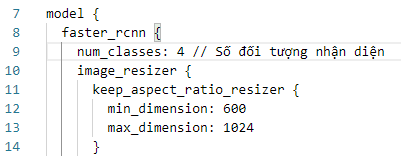 7 model {
8 faster_rcnn {
9 num_classes: 4 // Số đối tượng nhận diện
10 image_resizer {
11 keep_aspect_ratio_resizer {
12 min_dimension: 600
13 max_dimension: 1024
14 }